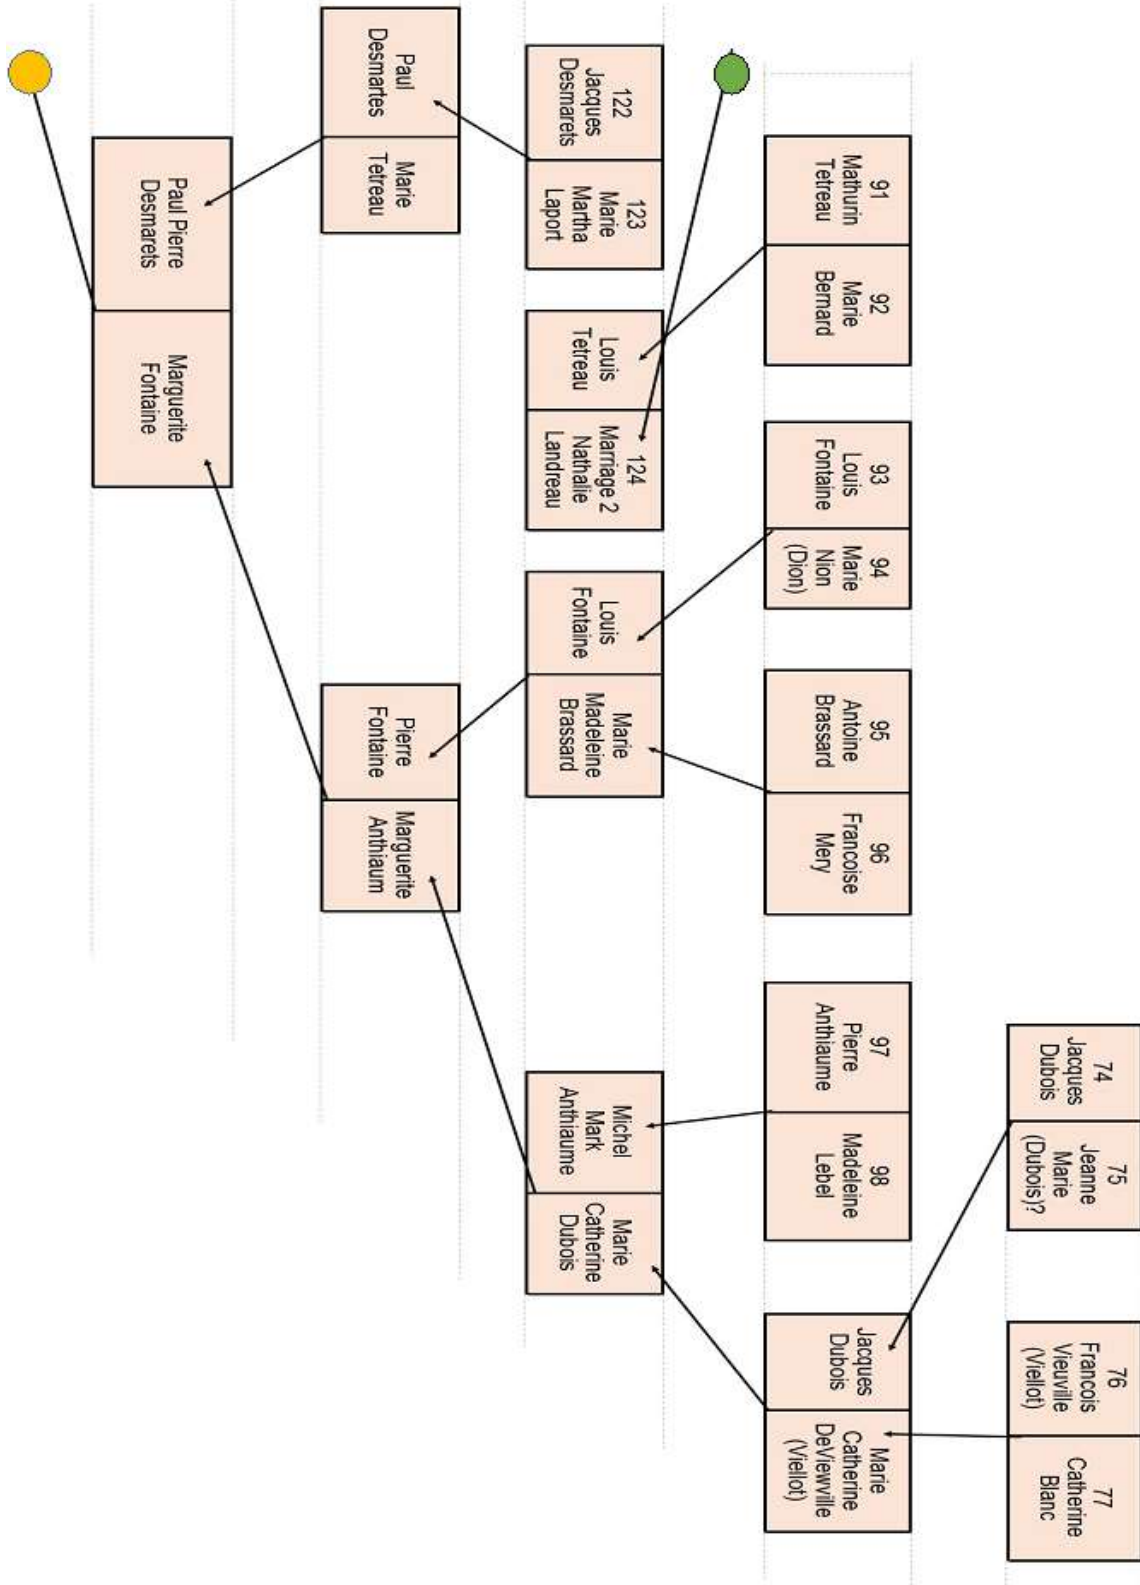 74
Jacques
Dubois
75
Jeanne
Marie
(Dubois)?
76
Francois
Vieuville
(Viellot)
77
Catherine
Blanc
91
Mathurin
Tetreau
92
Marie
Bernard
93
Louis
Fontaine
94
Marie
Nion
(Dion)
95
Antoine
Brassard
96
Francoise
Mery
97
Pierre
Anthiaume
98
Madeleine
Lebel
Jacques
Dubois
Marie
Catherine
DeViewville
(Viellot)
122
Jacques
Desmarets
123
Marie
Martha
Laport
Louis
Tetreau
124
Marriage 2
Nathalie
Landreau
Louis
Fontaine
Marie
Madeleine
Brassard
Michel
Mark
Anthiaume
Marie
Catherine
Dubois
Paul
Desmartes
Marie
Tetreau
Pierre
Fontaine
Marguerite
Anthiaum
Paul Pierre
Desmarets
Marguerite
Fontaine